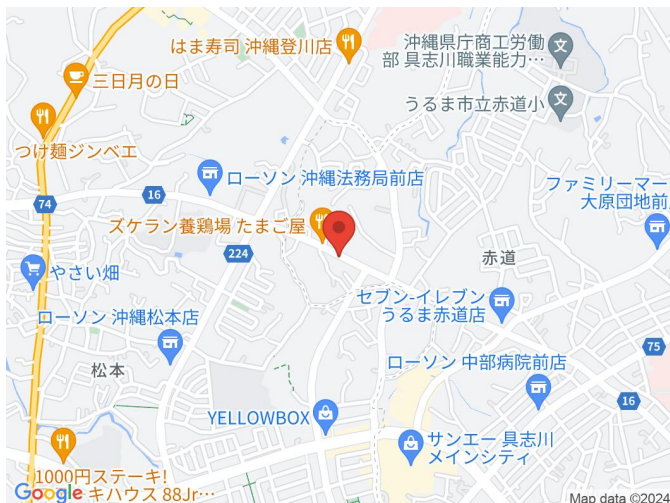 はま寿司 沖縄登川店
沖縄県庁商工労働
部 具志川職業能力…
三日月の日
うるま市立赤道小
つけ麺ジンベエ
ローソン 沖縄法務局前店
16
74
ファミリーマー
大原団地前
ズケラン養鶏場 たまご屋
224
赤道
やさい畑
セブン-イレブン
うるま赤道店
ローソン 沖縄松本店
75
松本
ローソン 中部病院前店
16
YELLOWBOX
サンエー 具志川
メインシティ
1000円ステーキ!
キハウス 88Jr…
Google
Map data ©2024